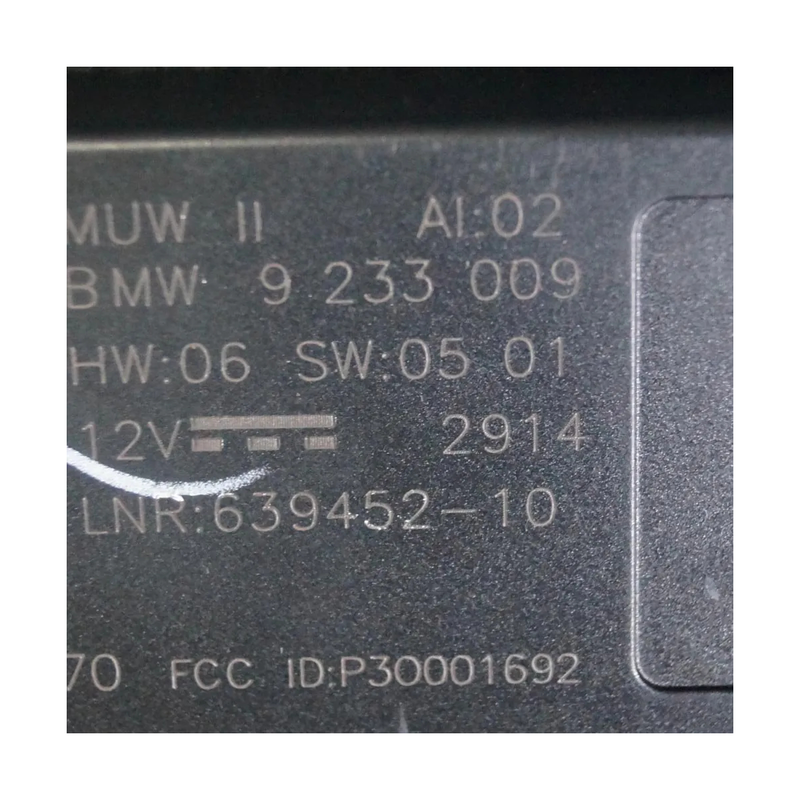 MUW II AI:02
BMW 9 233 009
HW:06 SW:05 01
12V 2914
LNR:639452-10
70 FCC ID:P30001692